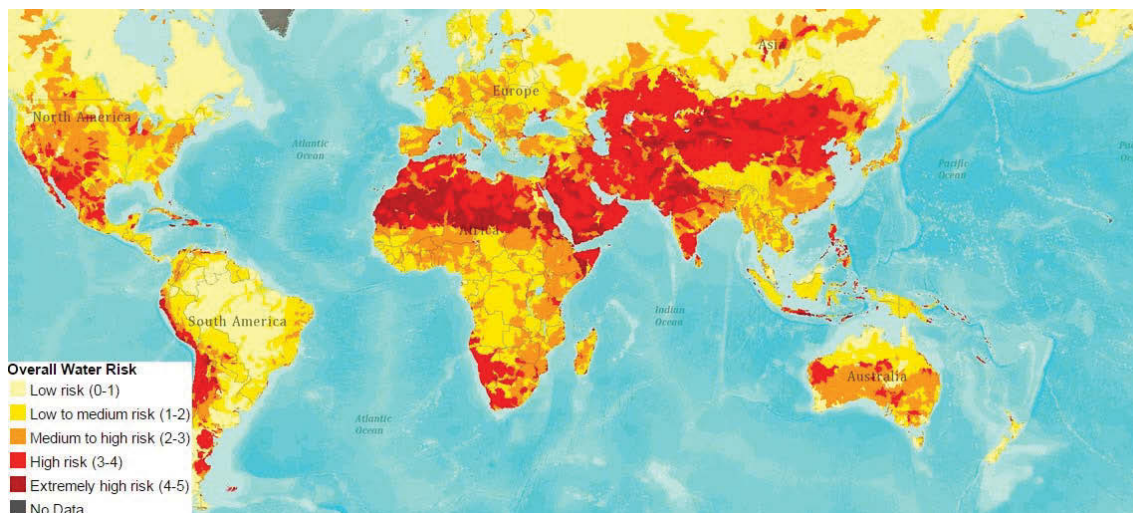 Asi
Europe
North America
Atlantic
Ocean
Pacific
Ocean
Africa
Indian
Ocean
South America
Australia
Atlantic
Ocean
Overall Water Risk
Low risk (0-1)
Low to medium risk (1-2)
Medium to high risk (2-3)
High risk (3-4)
Extremely high risk (4-5)
No Data